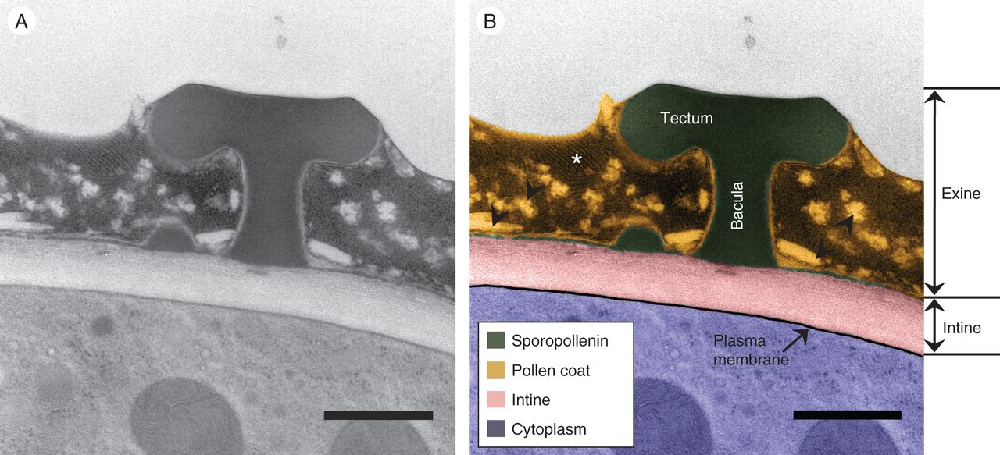 A
B
Tectum
*
Bacula
Exine
Intine
Plasma
membrane
Sporopollenin
Pollen coat
Intine
Cytoplasm